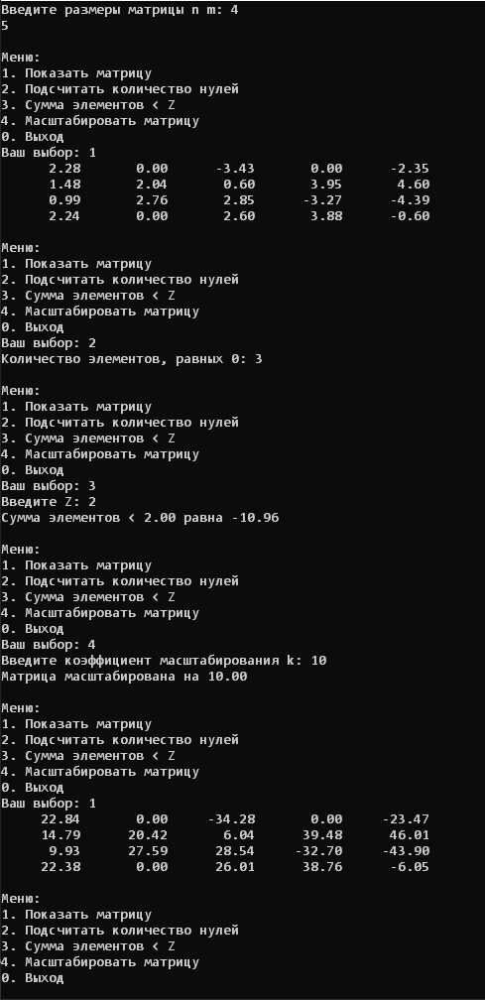 Введите размеры матрицы n m: 4
5

Меню:
1. Показать матрицу
2. Подсчитать количество нулей
3. Сумма элементов < Z
4. Масштабировать матрицу
0. Выход
Ваш выбор: 1
      2.28       0.00      -3.43       0.00      -2.35
      1.48       2.04       0.60       3.95       4.60
      0.99       2.76       2.85      -3.27      -4.39
      2.24       0.00       2.60       3.88      -0.60

Меню:
1. Показать матрицу
2. Подсчитать количество нулей
3. Сумма элементов < Z
4. Масштабировать матрицу
0. Выход
Ваш выбор: 2
Количество элементов, равных 0: 3

Меню:
1. Показать матрицу
2. Подсчитать количество нулей
3. Сумма элементов < Z
4. Масштабировать матрицу
0. Выход
Ваш выбор: 3
Введите Z: 2
Сумма элементов < 2.00 равна -10.96

Меню:
1. Показать матрицу
2. Подсчитать количество нулей
3. Сумма элементов < Z
4. Масштабировать матрицу
0. Выход
Ваш выбор: 4
Введите коэффициент масштабирования k: 10
Матрица масштабирована на 10.00

Меню:
1. Показать матрицу
2. Подсчитать количество нулей
3. Сумма элементов < Z
4. Масштабировать матрицу
0. Выход
Ваш выбор: 1
     22.84       0.00     -34.28       0.00     -23.47
     14.79      20.42       6.04      39.48      46.01
      9.93      27.59      28.54     -32.70     -43.90
     22.38       0.00      26.01      38.76      -6.05

Меню:
1. Показать матрицу
2. Подсчитать количество нулей
3. Сумма элементов < Z
4. Масштабировать матрицу
0. Выход